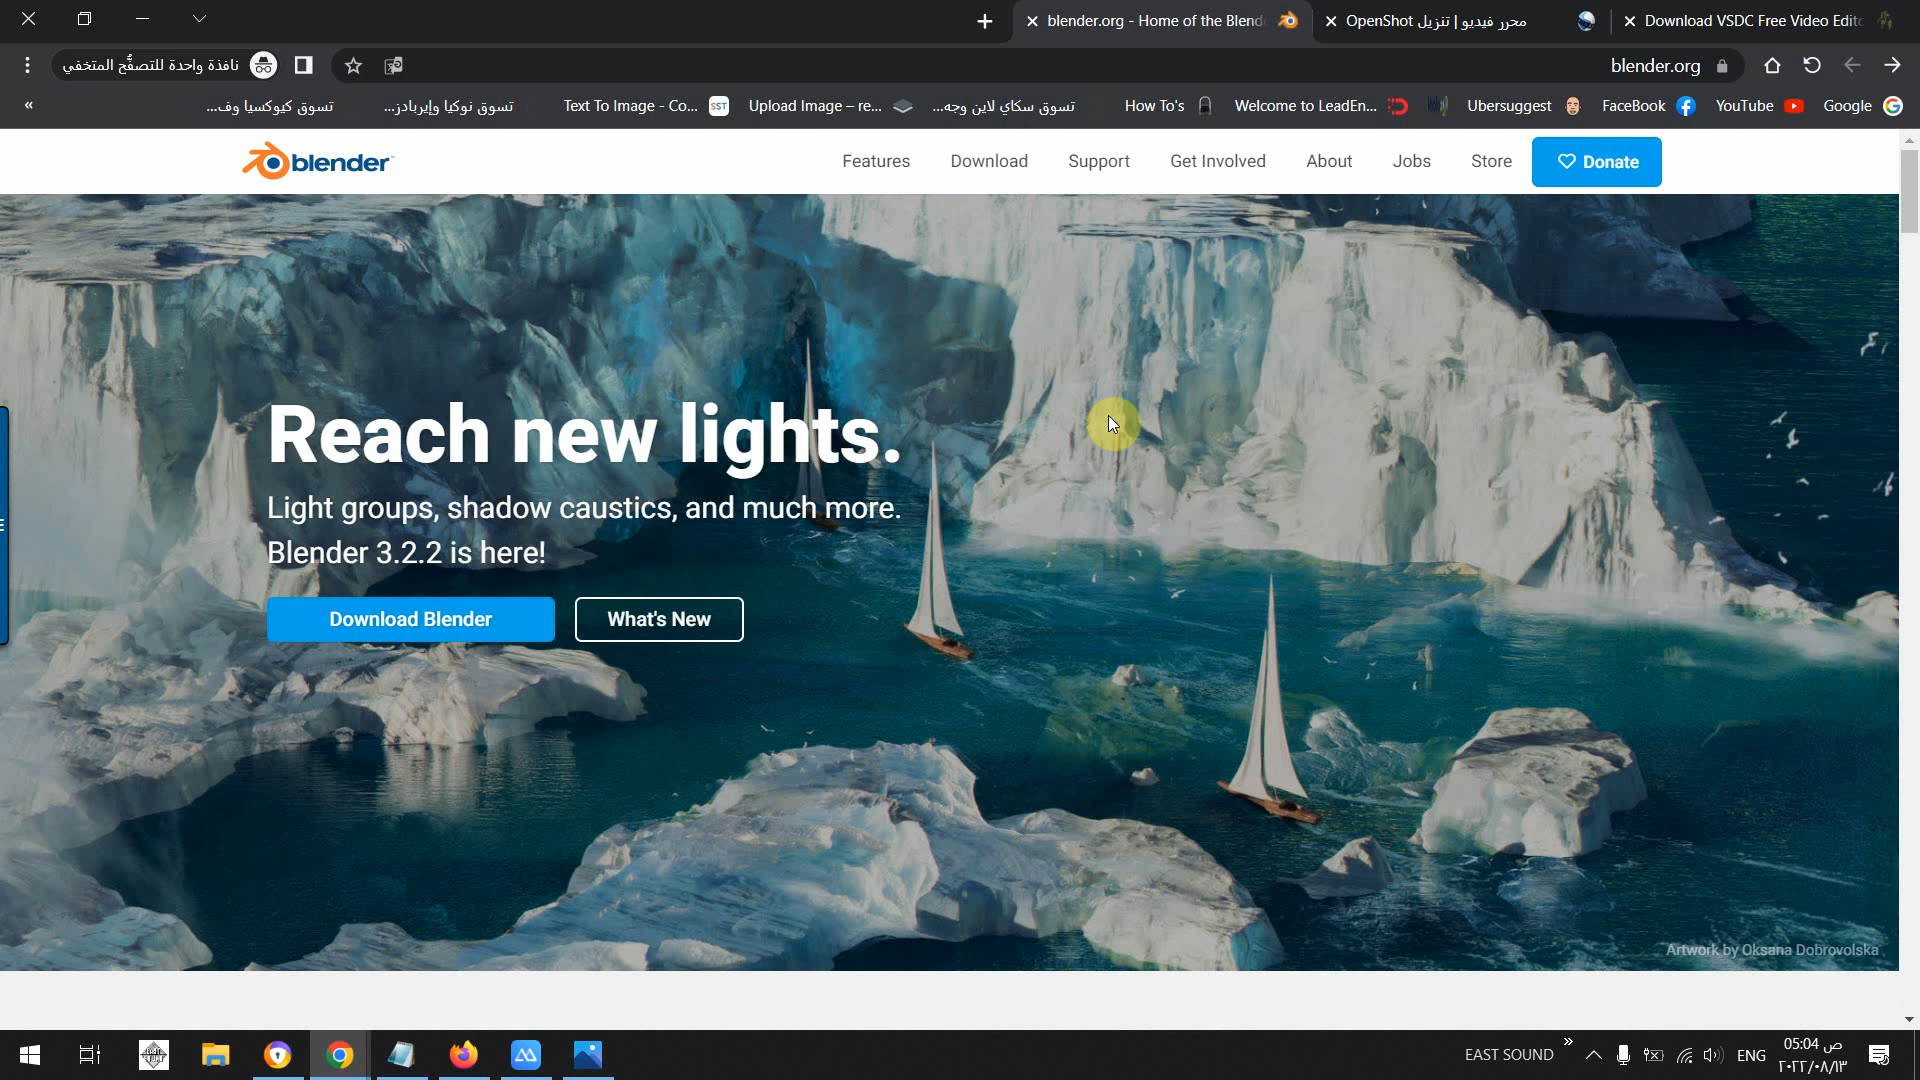 blender.org - Home of the Blend
OpenShot محرر فيديو | تنزيل
Download VSDC Free Video Edito
نافذة واحدة للتصفُّح المتخفي
blender.org
«
تسوق كيوكسيا وف...
تسوق نوكيا وإيربادز...
Text To Image - Co...
SST
Upload Image – re...
تسوق سكاي لاين وجه...
How To's
Welcome to LeadEn...
Ubersuggest
FaceBook
YouTube
Google
blender
Features
Download
Support
Get Involved
About
Jobs
Store
Donate
Reach new lights.
Light groups, shadow caustics, and much more.
Blender 3.2.2 is here!
Download Blender
What's New
Artwork by Oksana Dobrovolska
EAST SOUND
»
ENG
05:04 ص
٢٠٢٢/٠٨/١٣